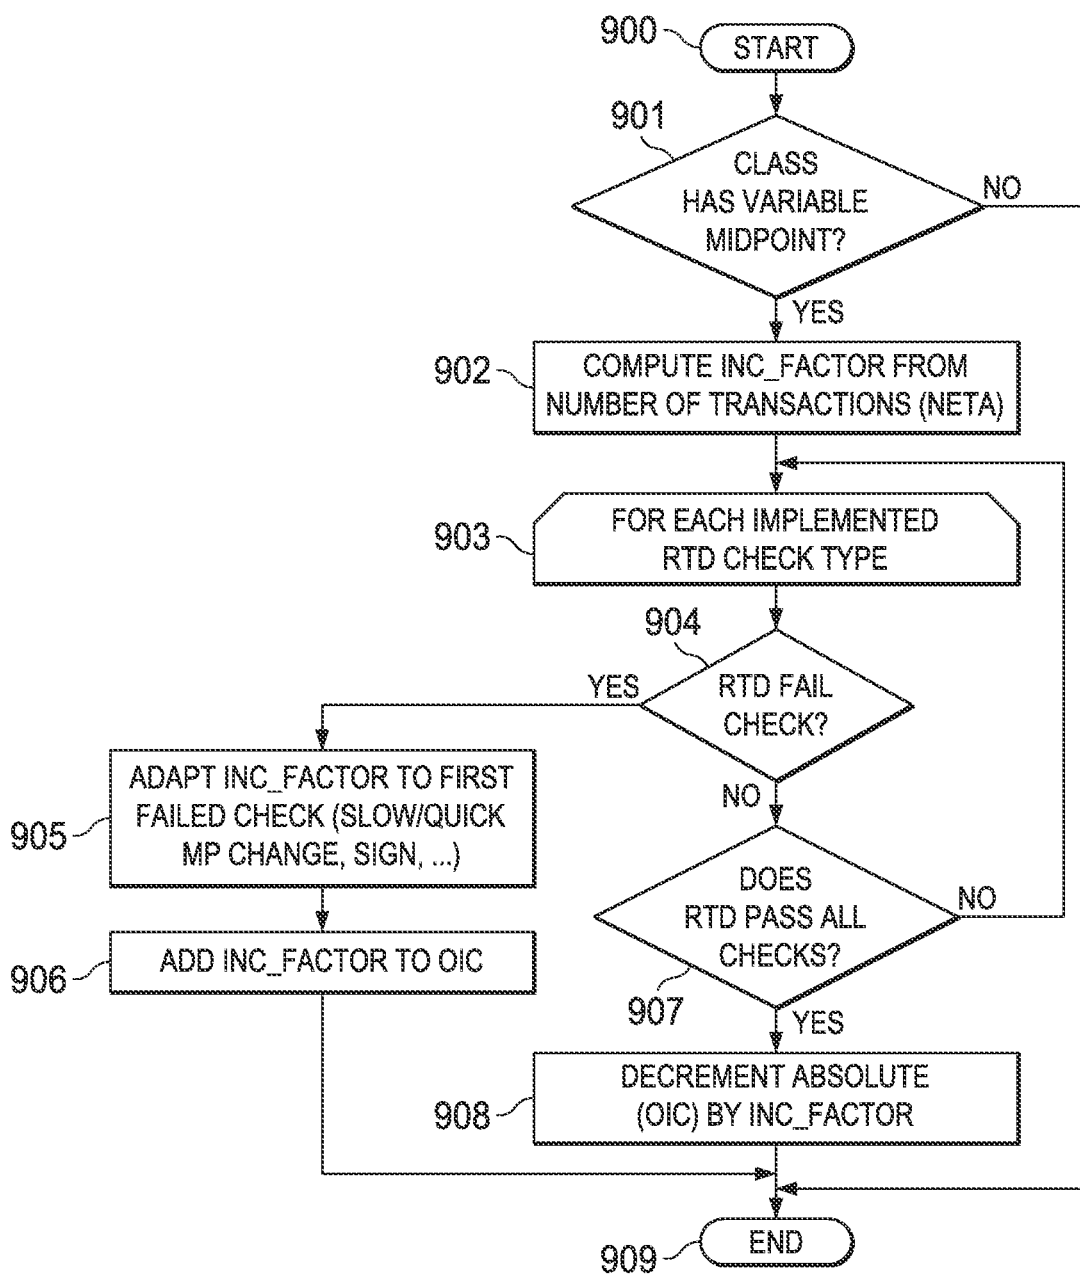 900
START
901
CLASS
HAS VARIABLE
MIDPOINT?
NO
YES
902
COMPUTE INC_FACTOR FROM
NUMBER OF TRANSACTIONS (NETA)
903
FOR EACH IMPLEMENTED
RTD CHECK TYPE
904
YES
RTD FAIL
CHECK?
NO
905
ADAPT INC_FACTOR TO FIRST
FAILED CHECK (SLOW/QUICK
MP CHANGE, SIGN, ...)
906
ADD INC_FACTOR TO OIC
DOES
RTD PASS ALL
CHECKS?
NO
907
YES
908
DECREMENT ABSOLUTE
(OIC) BY INC_FACTOR
909
END